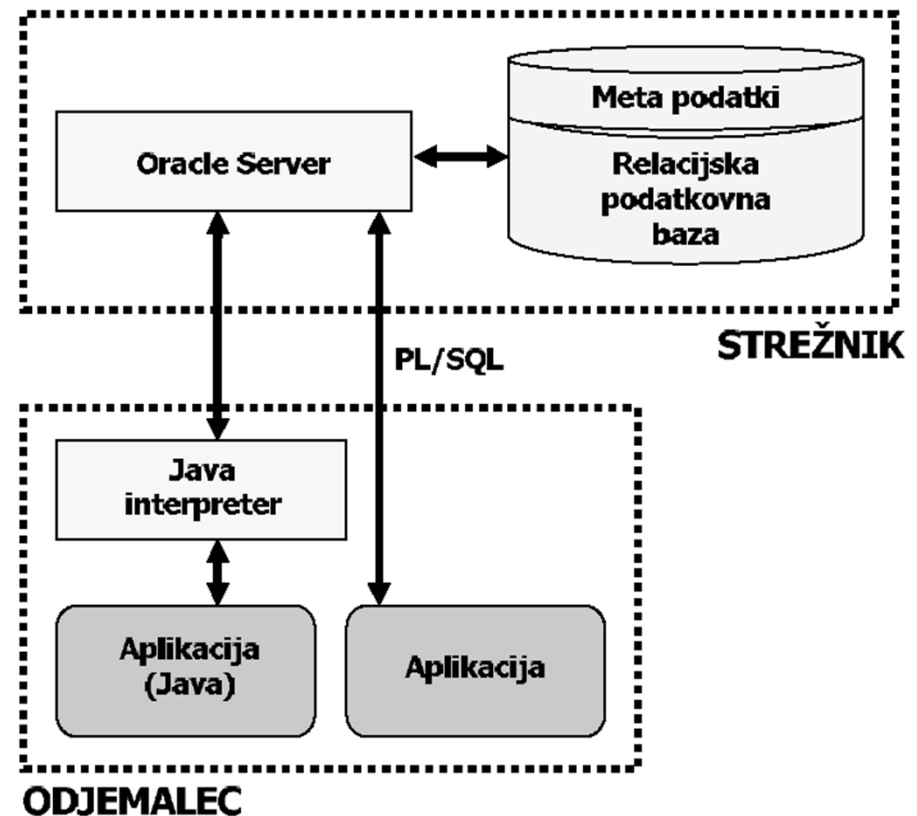 Meta podatki
Oracle Server
Relacijska
podatkovna
baza
STREŽNIK
PL/SQL
Java
interpreter
Aplikacija
(Java)
Aplikacija
ODJEMALEC